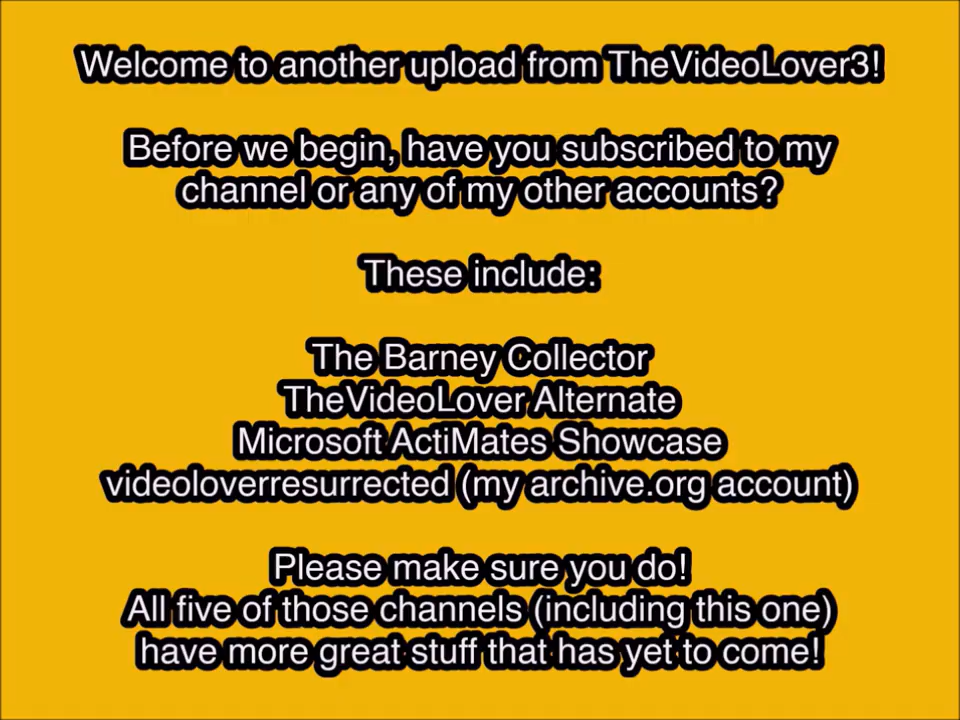 Welcome to another upload from TheVideoLover3!
Before we begin, have you subscribed to my
channel or any of my other accounts?
These include:
The Barney Collector
TheVideoLover Alternate
Microsoft ActiMates Showcase
videoloverresurrected (my archive.org account)
Please make sure you do!
All five of those channels (including this one)
have more great stuff that has yet to come!